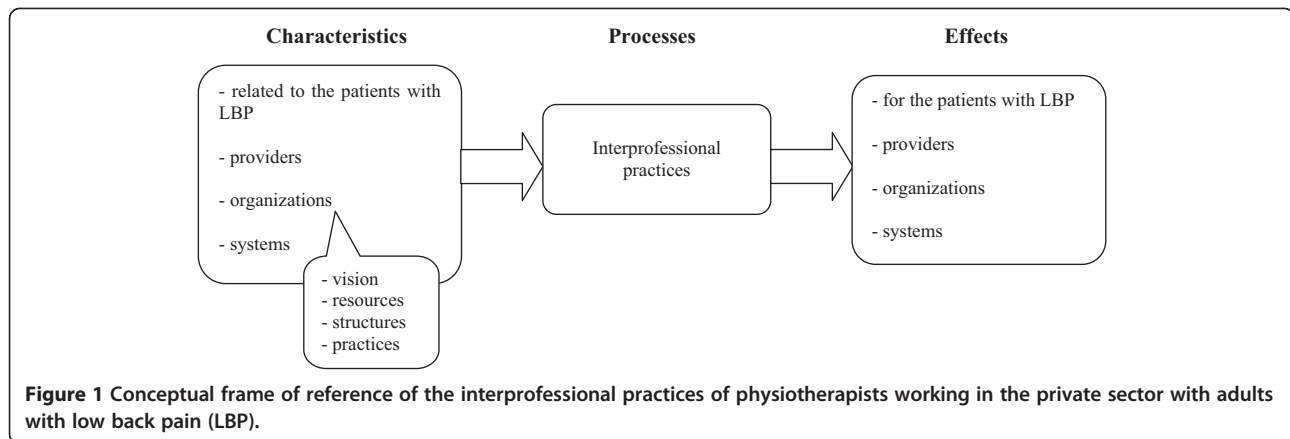 Characteristics
Processes
Effects
- related to the patients with
LBP
- providers
- organizations
- systems
- vision
- resources
- structures
- practices
Interprofessional
practices
- for the patients with LBP
- providers
- organizations
- systems
Figure 1 Conceptual frame of reference of the interprofessional practices of physiotherapists working in the private sector with adults
with low back pain (LBP).